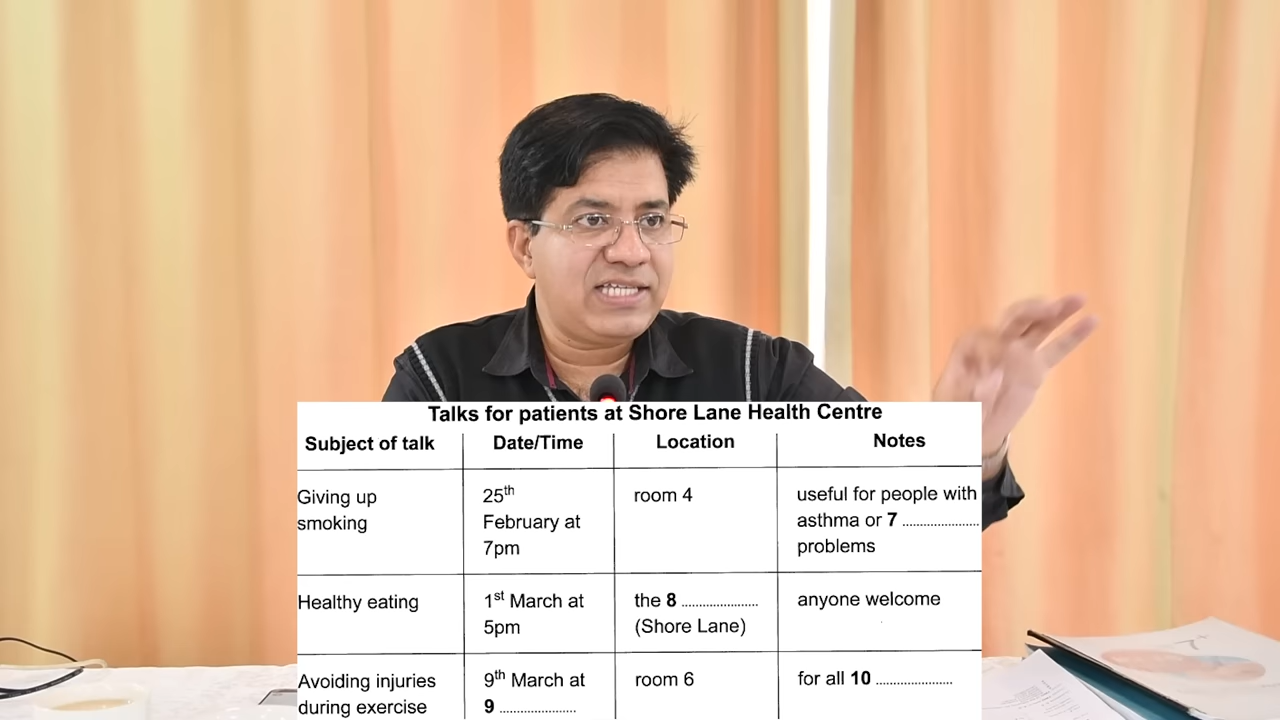 Talks for patients at Shore Lane Health Centre
Subject of talk Date/Time Location Notes
Giving up smoking
25th February at 7pm
room 4
useful for people with asthma or 7 ........................ problems
Healthy eating
1st March at 5pm
the 8 ........................ (Shore Lane)
anyone welcome
Avoiding injuries during exercise
9th March at 9 ........................
room 6
for all 10 ........................